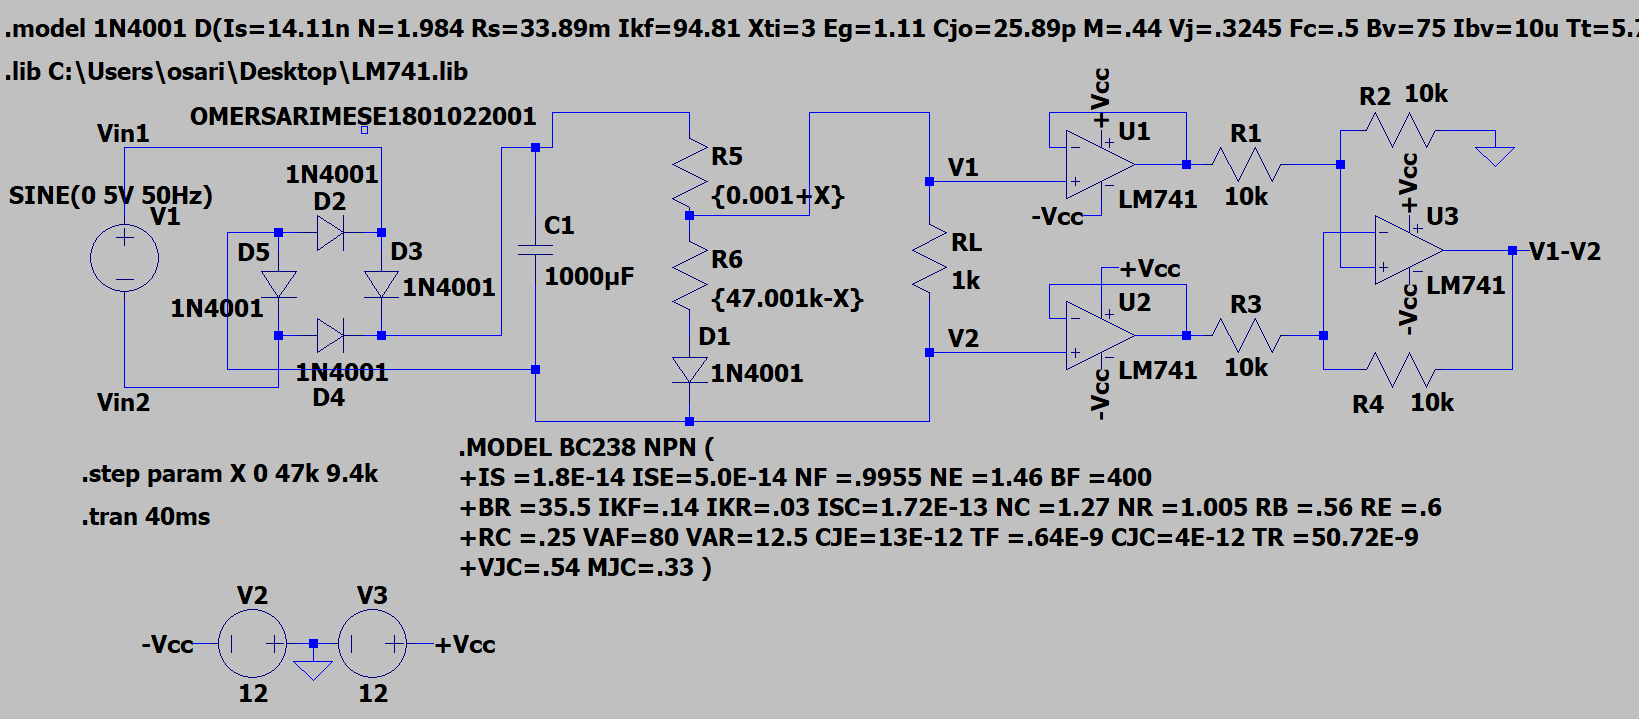 .model 1N4001 D(Is=14.11n N=1.984 Rs=33.89m Ikf=94.81 Xti=3 Eg=1.11 Cjo=25.89p M=.44 Vj=.3245 Fc=.5 Bv=75 Ibv=10u Tt=5.
.lib C:\Users\osari\Desktop\LM741.lib
OMERSARIMESE1801022001
Vin1
SINE(0 5V 50Hz)
V1
1N4001
D2
D5
1N4001
D3
1N4001
1N4001
D4
Vin2
C1
1000µF
R5
{0.001+X}
R6
{47.001k-X}
D1
1N4001
V1
RL
1k
V2
+Vcc
U1
-Vcc
LM741
R1
10k
+Vcc
U2
-Vcc
LM741
R3
10k
R2 10k
+Vcc
U3
-Vcc
LM741
V1-V2
R4 10k
.step param X 0 47k 9.4k
.tran 40ms
.MODEL BC238 NPN (
+IS =1.8E-14 ISE=5.0E-14 NF =.9955 NE =1.46 BF =400
+BR =35.5 IKF=.14 IKR=.03 ISC=1.72E-13 NC =1.27 NR =1.005 RB =.56 RE =.6
+RC =.25 VAF=80 VAR=12.5 CJE=13E-12 TF =.64E-9 CJC=4E-12 TR =50.72E-9
+VJC=.54 MJC=.33 )
V2
V3
-Vcc
+Vcc
12
12